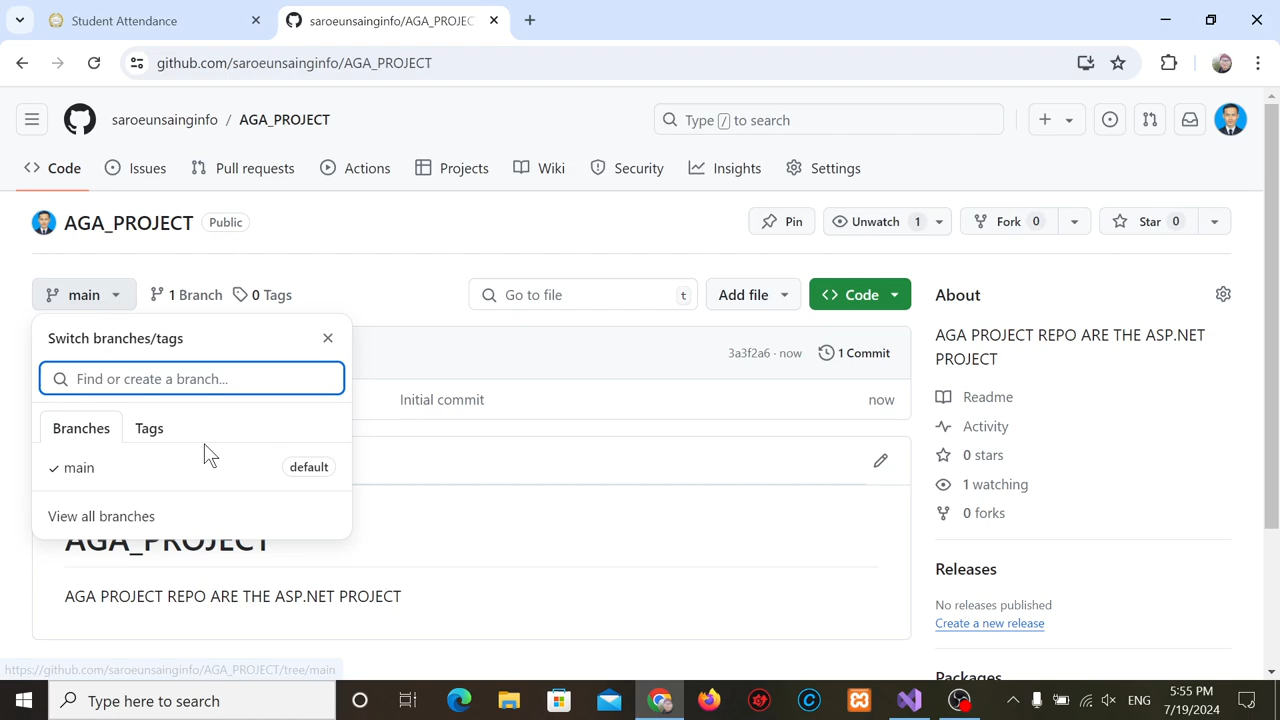 Student Attendance
saroeunsainginfo/AGA_PROJEC
github.com/saroeunsainginfo/AGA_PROJECT
saroeunsainginfo / AGA_PROJECT
Type / to search
Code
Issues
Pull requests
Actions
Projects
Wiki
Security
Insights
Settings
AGA_PROJECT
Public
Pin
Unwatch 1
Fork 0
Star 0
main
1 Branch
0 Tags
Go to file
t
Add file
Code
Switch branches/tags
Find or create a branch...
Branches
Tags
main
default
View all branches
3a3f2a6 · now
1 Commit
Initial commit
now
AGA_PROJECT
AGA PROJECT REPO ARE THE ASP.NET PROJECT
About
AGA PROJECT REPO ARE THE ASP.NET
PROJECT
Readme
Activity
0 stars
1 watching
0 forks
Releases
No releases published
Create a new release
Packages
https://github.com/saroeunsainginfo/AGA_PROJECT/tree/main
Type here to search
ENG
5:55 PM
7/19/2024